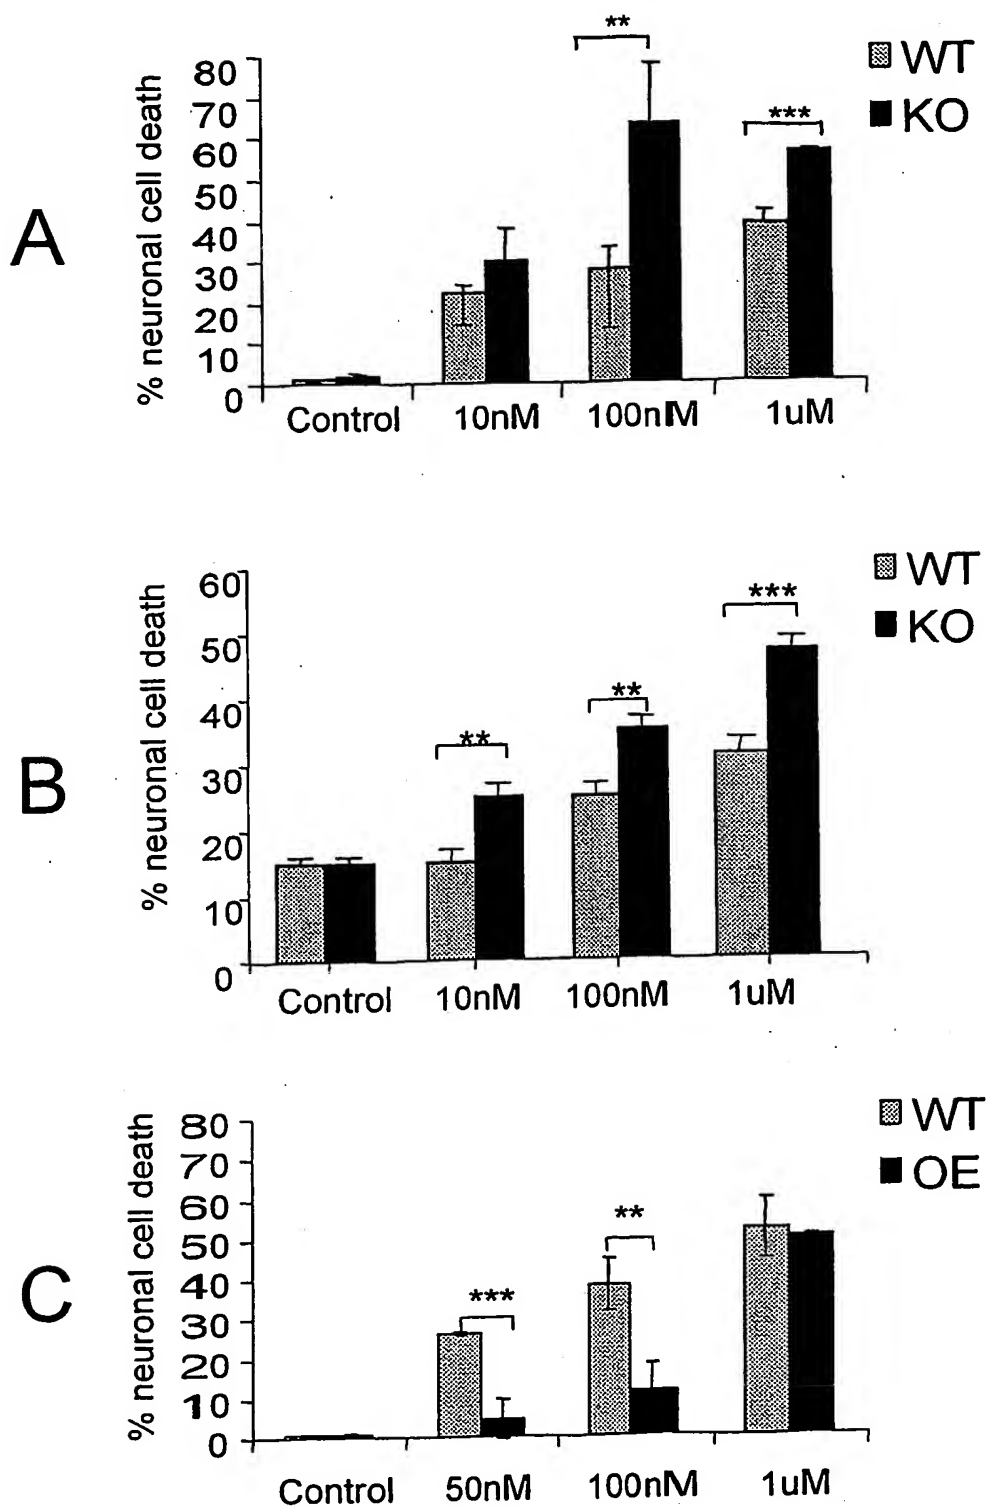 A
% neuronal cell death
80
70
60
50
40
30
20
10
0
**
***
WT
KO
Control 10nM 100nM 1uM
B
% neuronal cell death
60
50
40
30
20
10
0
**
**
***
WT
KO
Control 10nM 100nM 1uM
C
% neuronal cell death
80
70
60
50
40
30
20
10
0
***
**
WT
OE
Control 50nM 100nM 1uM